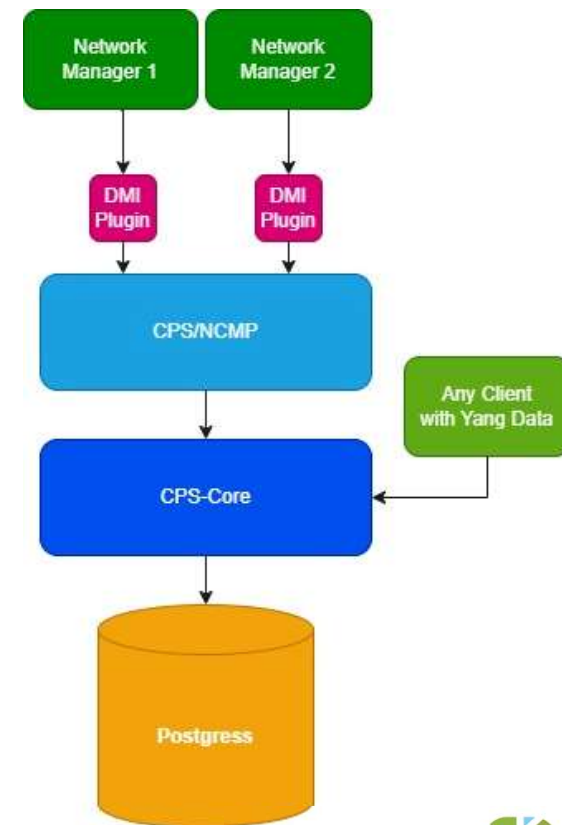 Network
Manager 1
Network
Manager 2
DMI
Plugin
DMI
Plugin
CPS/NCMP
Any Client
with Yang Data
CPS-Core
Postgress